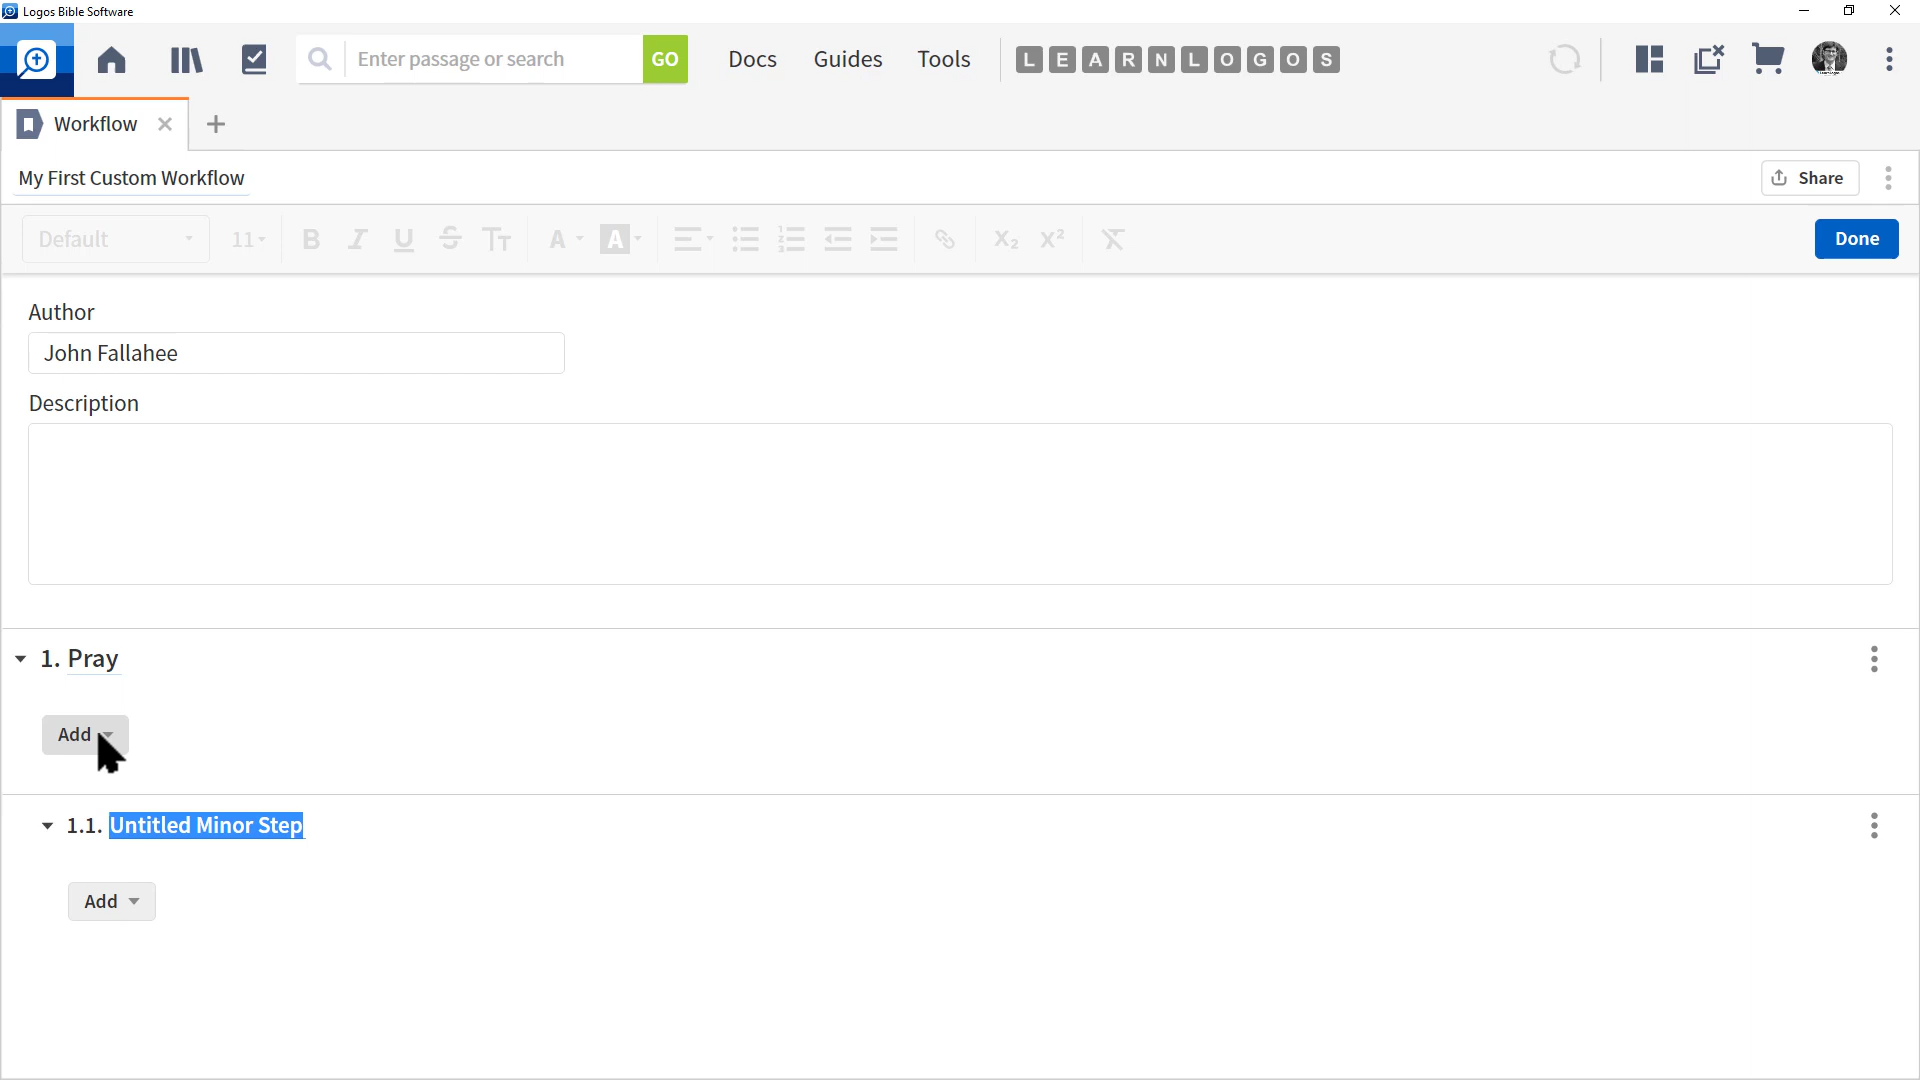 Logos Bible Software
Enter passage or search
GO
Docs
Guides
Tools
L E A R N L O G O S
Workflow
My First Custom Workflow
Share
Default
11
Done
Author
John Fallahee
Description
1. Pray
Add
1.1. Untitled Minor Step
Add